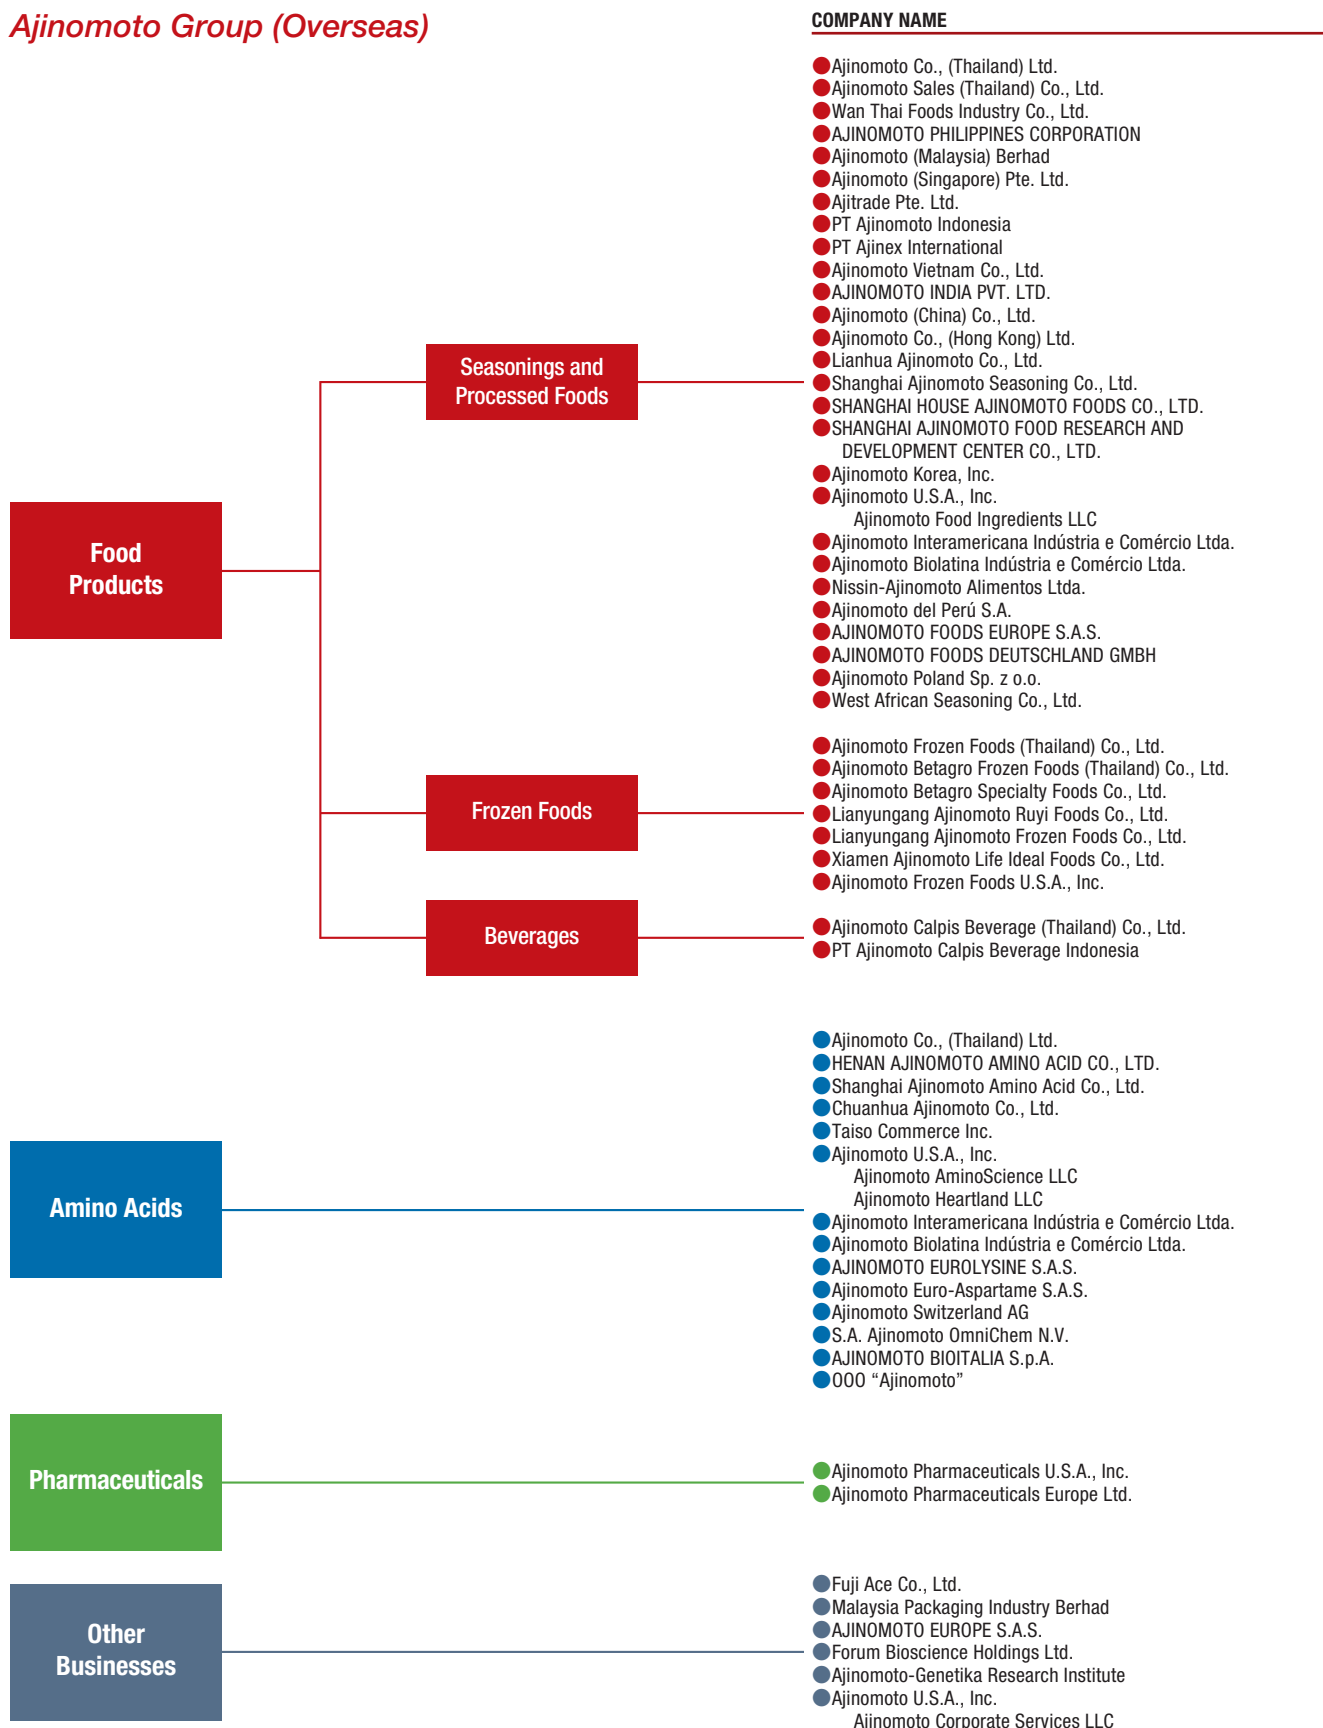 Ajinomoto Group (Overseas)
COMPANY NAME
Food
Products
Seasonings and
Processed Foods
Ajinomoto Co., (Thailand) Ltd.
Ajinomoto Sales (Thailand) Co., Ltd.
Wan Thai Foods Industry Co., Ltd.
AJINOMOTO PHILIPPINES CORPORATION
Ajinomoto (Malaysia) Berhad
Ajinomoto (Singapore) Pte. Ltd.
Ajitrade Pte. Ltd.
PT Ajinomoto Indonesia
PT Ajinex International
Ajinomoto Vietnam Co., Ltd.
AJINOMOTO INDIA PVT. LTD.
Ajinomoto (China) Co., Ltd.
Ajinomoto Co., (Hong Kong) Ltd.
Lianhua Ajinomoto Co., Ltd.
Shanghai Ajinomoto Seasoning Co., Ltd.
SHANGHAI HOUSE AJINOMOTO FOODS CO., LTD.
SHANGHAI AJINOMOTO FOOD RESEARCH AND
DEVELOPMENT CENTER CO., LTD.
Ajinomoto Korea, Inc.
Ajinomoto U.S.A., Inc.
Ajinomoto Food Ingredients LLC
Ajinomoto Interamericana Indústria e Comércio Ltda.
Ajinomoto Biolatina Indústria e Comércio Ltda.
Nissin-Ajinomoto Alimentos Ltda.
Ajinomoto del Perú S.A.
AJINOMOTO FOODS EUROPE S.A.S.
AJINOMOTO FOODS DEUTSCHLAND GMBH
Ajinomoto Poland Sp. z o.o.
West African Seasoning Co., Ltd.
Frozen Foods
Ajinomoto Frozen Foods (Thailand) Co., Ltd.
Ajinomoto Betagro Frozen Foods (Thailand) Co., Ltd.
Ajinomoto Betagro Specialty Foods Co., Ltd.
Lianyungang Ajinomoto Ruyi Foods Co., Ltd.
Lianyungang Ajinomoto Frozen Foods Co., Ltd.
Xiamen Ajinomoto Life Ideal Foods Co., Ltd.
Ajinomoto Frozen Foods U.S.A., Inc.
Beverages
Ajinomoto Calpis Beverage (Thailand) Co., Ltd.
PT Ajinomoto Calpis Beverage Indonesia
Amino Acids
Ajinomoto Co., (Thailand) Ltd.
HENAN AJINOMOTO AMINO ACID CO., LTD.
Shanghai Ajinomoto Amino Acid Co., Ltd.
Chuanhua Ajinomoto Co., Ltd.
Taiso Commerce Inc.
Ajinomoto U.S.A., Inc.
Ajinomoto AminoScience LLC
Ajinomoto Heartland LLC
Ajinomoto Interamericana Indústria e Comércio Ltda.
Ajinomoto Biolatina Indústria e Comércio Ltda.
AJINOMOTO EUROLYSINE S.A.S.
Ajinomoto Euro-Aspartame S.A.S.
Ajinomoto Switzerland AG
S.A. Ajinomoto OmniChem N.V.
AJINOMOTO BIOITALIA S.p.A.
OOO “Ajinomoto”
Pharmaceuticals
Ajinomoto Pharmaceuticals U.S.A., Inc.
Ajinomoto Pharmaceuticals Europe Ltd.
Other
Businesses
Fuji Ace Co., Ltd.
Malaysia Packaging Industry Berhad
AJINOMOTO EUROPE S.A.S.
Forum Bioscience Holdings Ltd.
Ajinomoto-Genetika Research Institute
Ajinomoto U.S.A., Inc.
Ajinomoto Corporate Services LLC